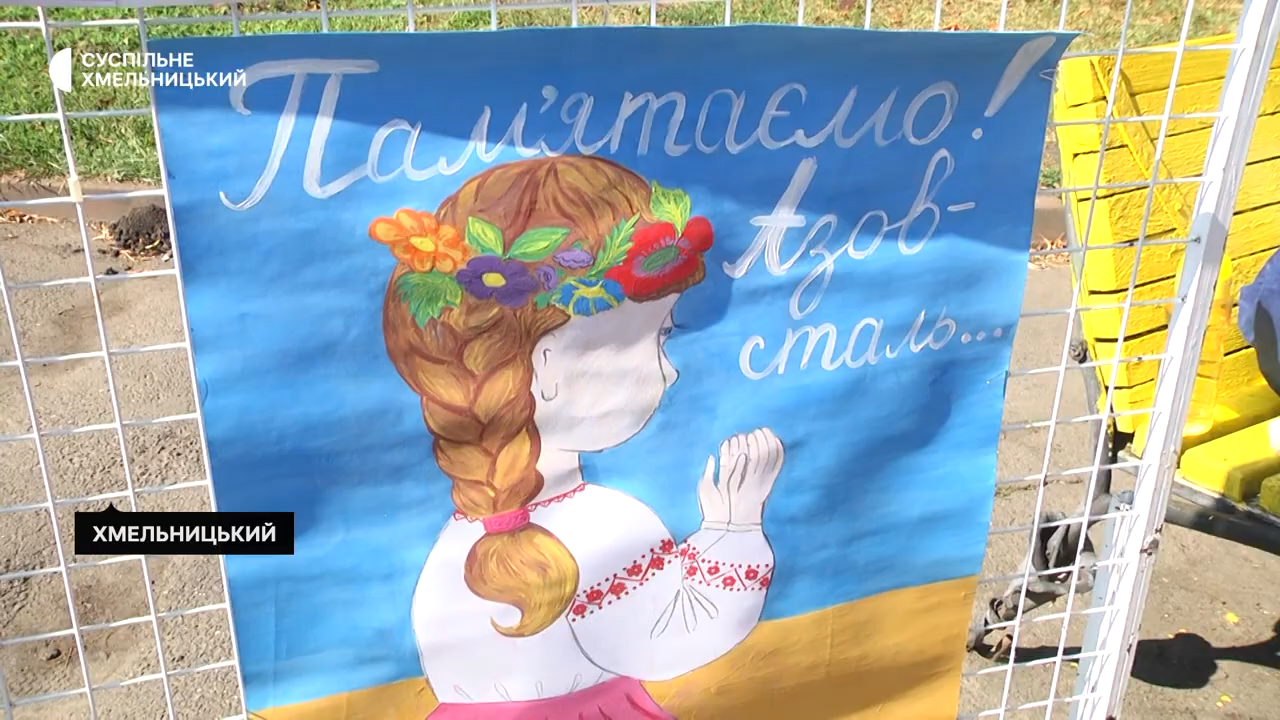 СУСПІЛЬНЕ
ХМЕЛЬНИЦЬКИЙ
Пам'ятаємо!
Азов-
сталь...
ХМЕЛЬНИЦЬКИЙ